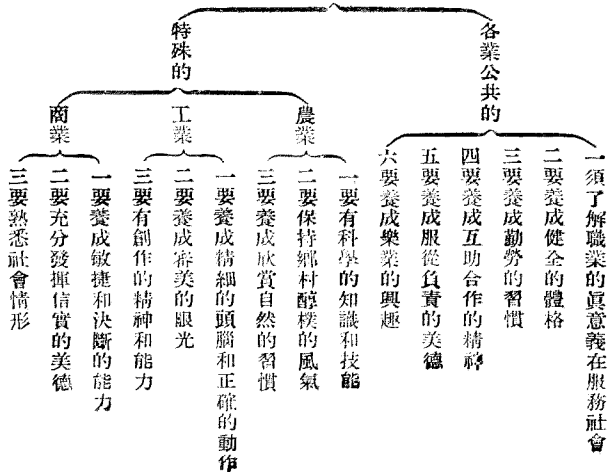 各業公共的
一須了解職業的眞意義在服務社會
二要養成健全的體格
三要養成勤勞的習慣
四要養成互助合作的精神
五要養成服從負責的美德
六要養成樂業的興趣
特殊的
農業
一要有科學的知識和技能
二要保持鄉村醇樸的風氣
三要養成欣賞自然的習慣
工業
一要養成精細的頭腦和正確的動作
二要養成審美的眼光
三要有創作的精神和能力
商業
一要養成敏捷和決斷的能力
二要充分發揮信實的美德
三要熟悉社會情形